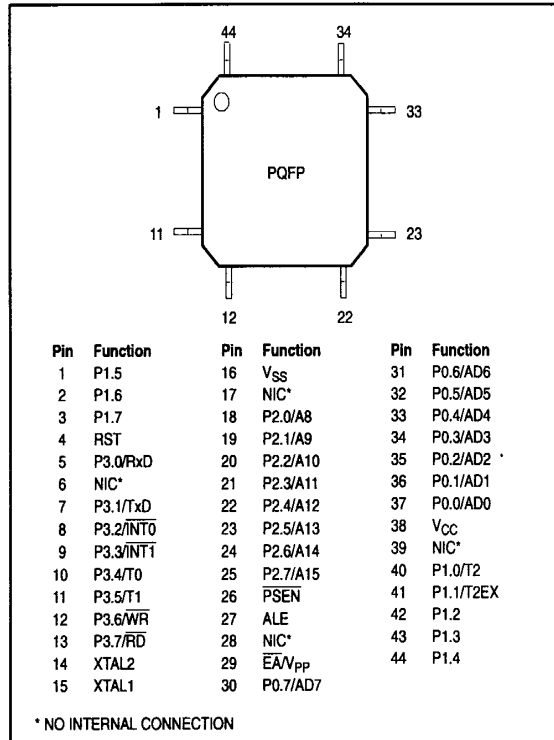 44 34
1 33
PQFP
11 23
12 22
Pin Function Pin Function Pin Function
1 P1.5 16 VSS 31 P0.6/AD6
2 P1.6 17 NIC* 32 P0.5/AD5
3 P1.7 18 P2.0/A8 33 P0.4/AD4
4 RST 19 P2.1/A9 34 P0.3/AD3
5 P3.0/RxD 20 P2.2/A10 35 P0.2/AD2
6 NIC* 21 P2.3/A11 36 P0.1/AD1
7 P3.1/TxD 22 P2.4/A12 37 P0.0/AD0
8 P3.2/INT0 23 P2.5/A13 38 VCC
9 P3.3/INT1 24 P2.6/A14 39 NIC*
10 P3.4/T0 25 P2.7/A15 40 P1.0/T2
11 P3.5/T1 26 PSEN 41 P1.1/T2EX
12 P3.6/WR 27 ALE 42 P1.2
13 P3.7/RD 28 NIC* 43 P1.3
14 XTAL2 29 EA/VPP 44 P1.4
15 XTAL1 30 P0.7/AD7
* NO INTERNAL CONNECTION